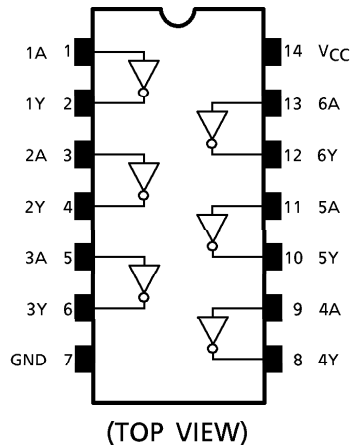 1A 1 14 VCC
1Y 2 13 6A
2A 3 12 6Y
2Y 4 11 5A
3A 5 10 5Y
3Y 6 9 4A
GND 7 8 4Y
(TOP VIEW)